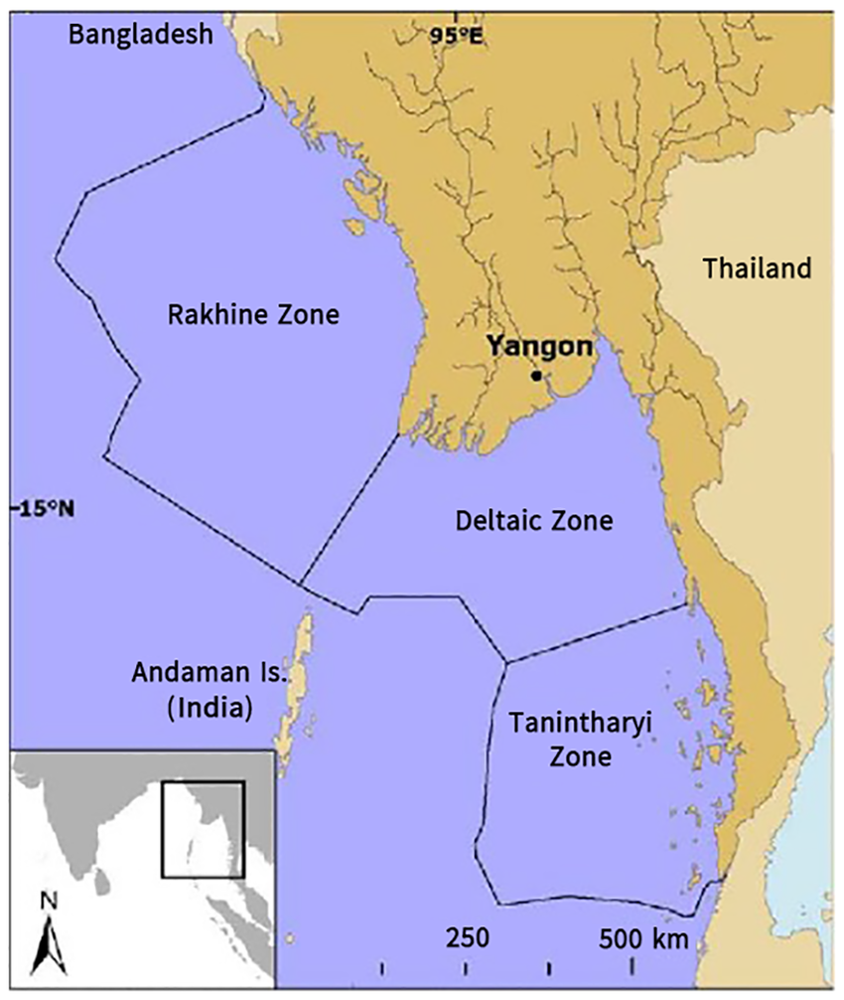 Bangladesh
95°E
Thailand
Rakhine Zone
Yangon
15°N
Deltaic Zone
Andaman Is.
(India)
Tanintharyi
Zone
N
250
500 km